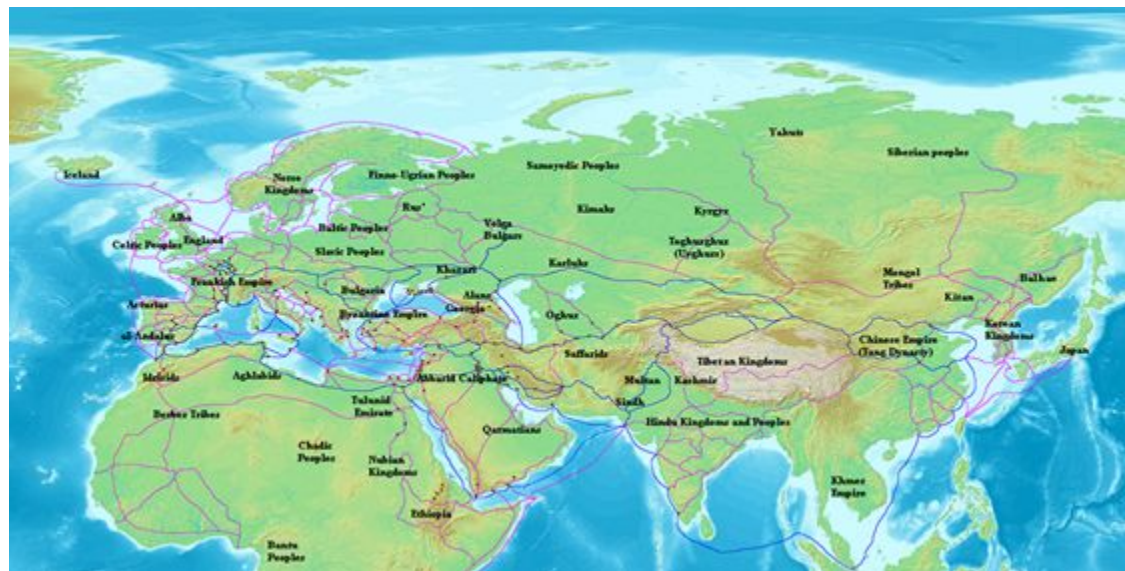 Yakuts
Siberian peoples
Samoyedic Peoples
Iceland
Norse
Kingdoms
Finno-Ugrian Peoples
Rus'
Kimaks
Kyrgyz
Alba
Celtic Peoples
England
Baltic Peoples
Slavic Peoples
Volga
Bulgars
Toghurghuz
(Uyghurs)
Karluks
Mongol
Tribes
Balhae
Kitan
Frankish Empire
Khazars
Bulgaria
Alans
Georgia
Oghuz
Asturias
al-Andalus
Byzantine Empire
Korean
Kingdoms
Japan
Chinese Empire
(Tang Dynasty)
Saffarids
Tibetan Kingdoms
Aghlabids
Abbasid Caliphate
Multan
Kashmir
Sindh
Tulunid
Emirate
Berber Tribes
Hindu Kingdoms and Peoples
Qarmatians
Chadic
Peoples
Nubian
Kingdoms
Khmer
Empire
Ethiopia
Bantu
Peoples